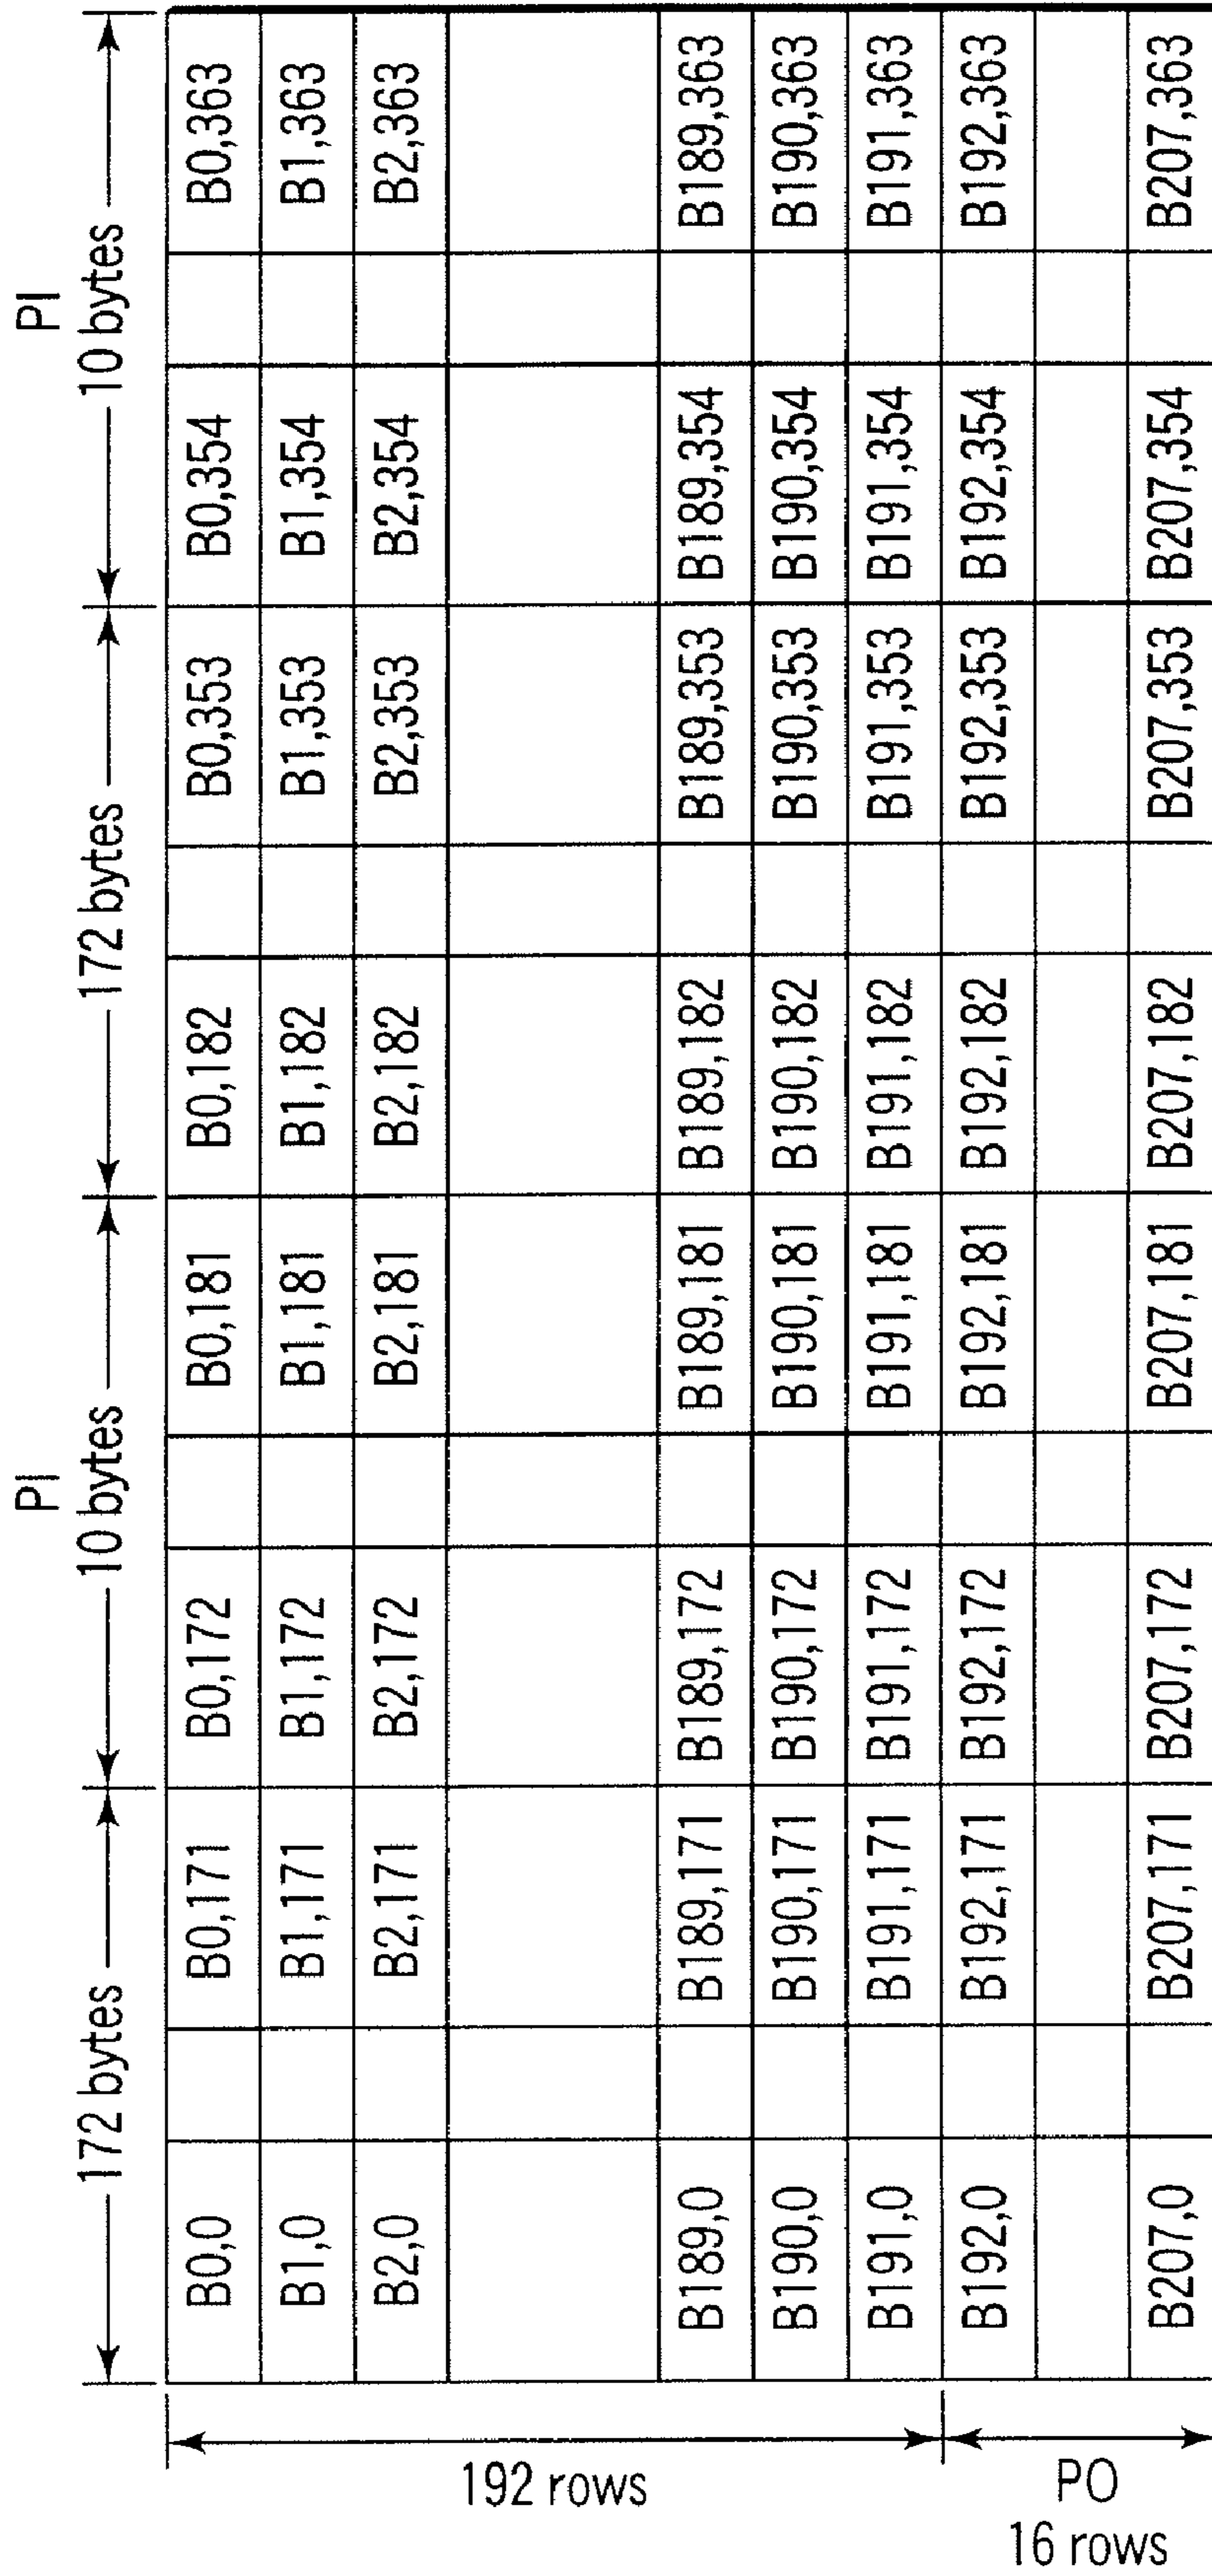 PI PI
172 bytes 10 bytes 172 bytes 10 bytes
B0,0 B0,171 B0,172 B0,181 B0,182 B0,353 B0,354 B0,363
B1,0 B1,171 B1,172 B1,181 B1,182 B1,353 B1,354 B1,363
B2,0 B2,171 B2,172 B2,181 B2,182 B2,353 B2,354 B2,363
192 rows
B189,0 B189,171 B189,172 B189,181 B189,182 B189,353 B189,354 B189,363
B190,0 B190,171 B190,172 B190,181 B190,182 B190,353 B190,354 B190,363
B191,0 B191,171 B191,172 B191,181 B191,182 B191,353 B191,354 B191,363
B192,0 B192,171 B192,172 B192,181 B192,182 B192,353 B192,354 B192,363
PO
16 rows
B207,0 B207,171 B207,172 B207,181 B207,182 B207,353 B207,354 B207,363